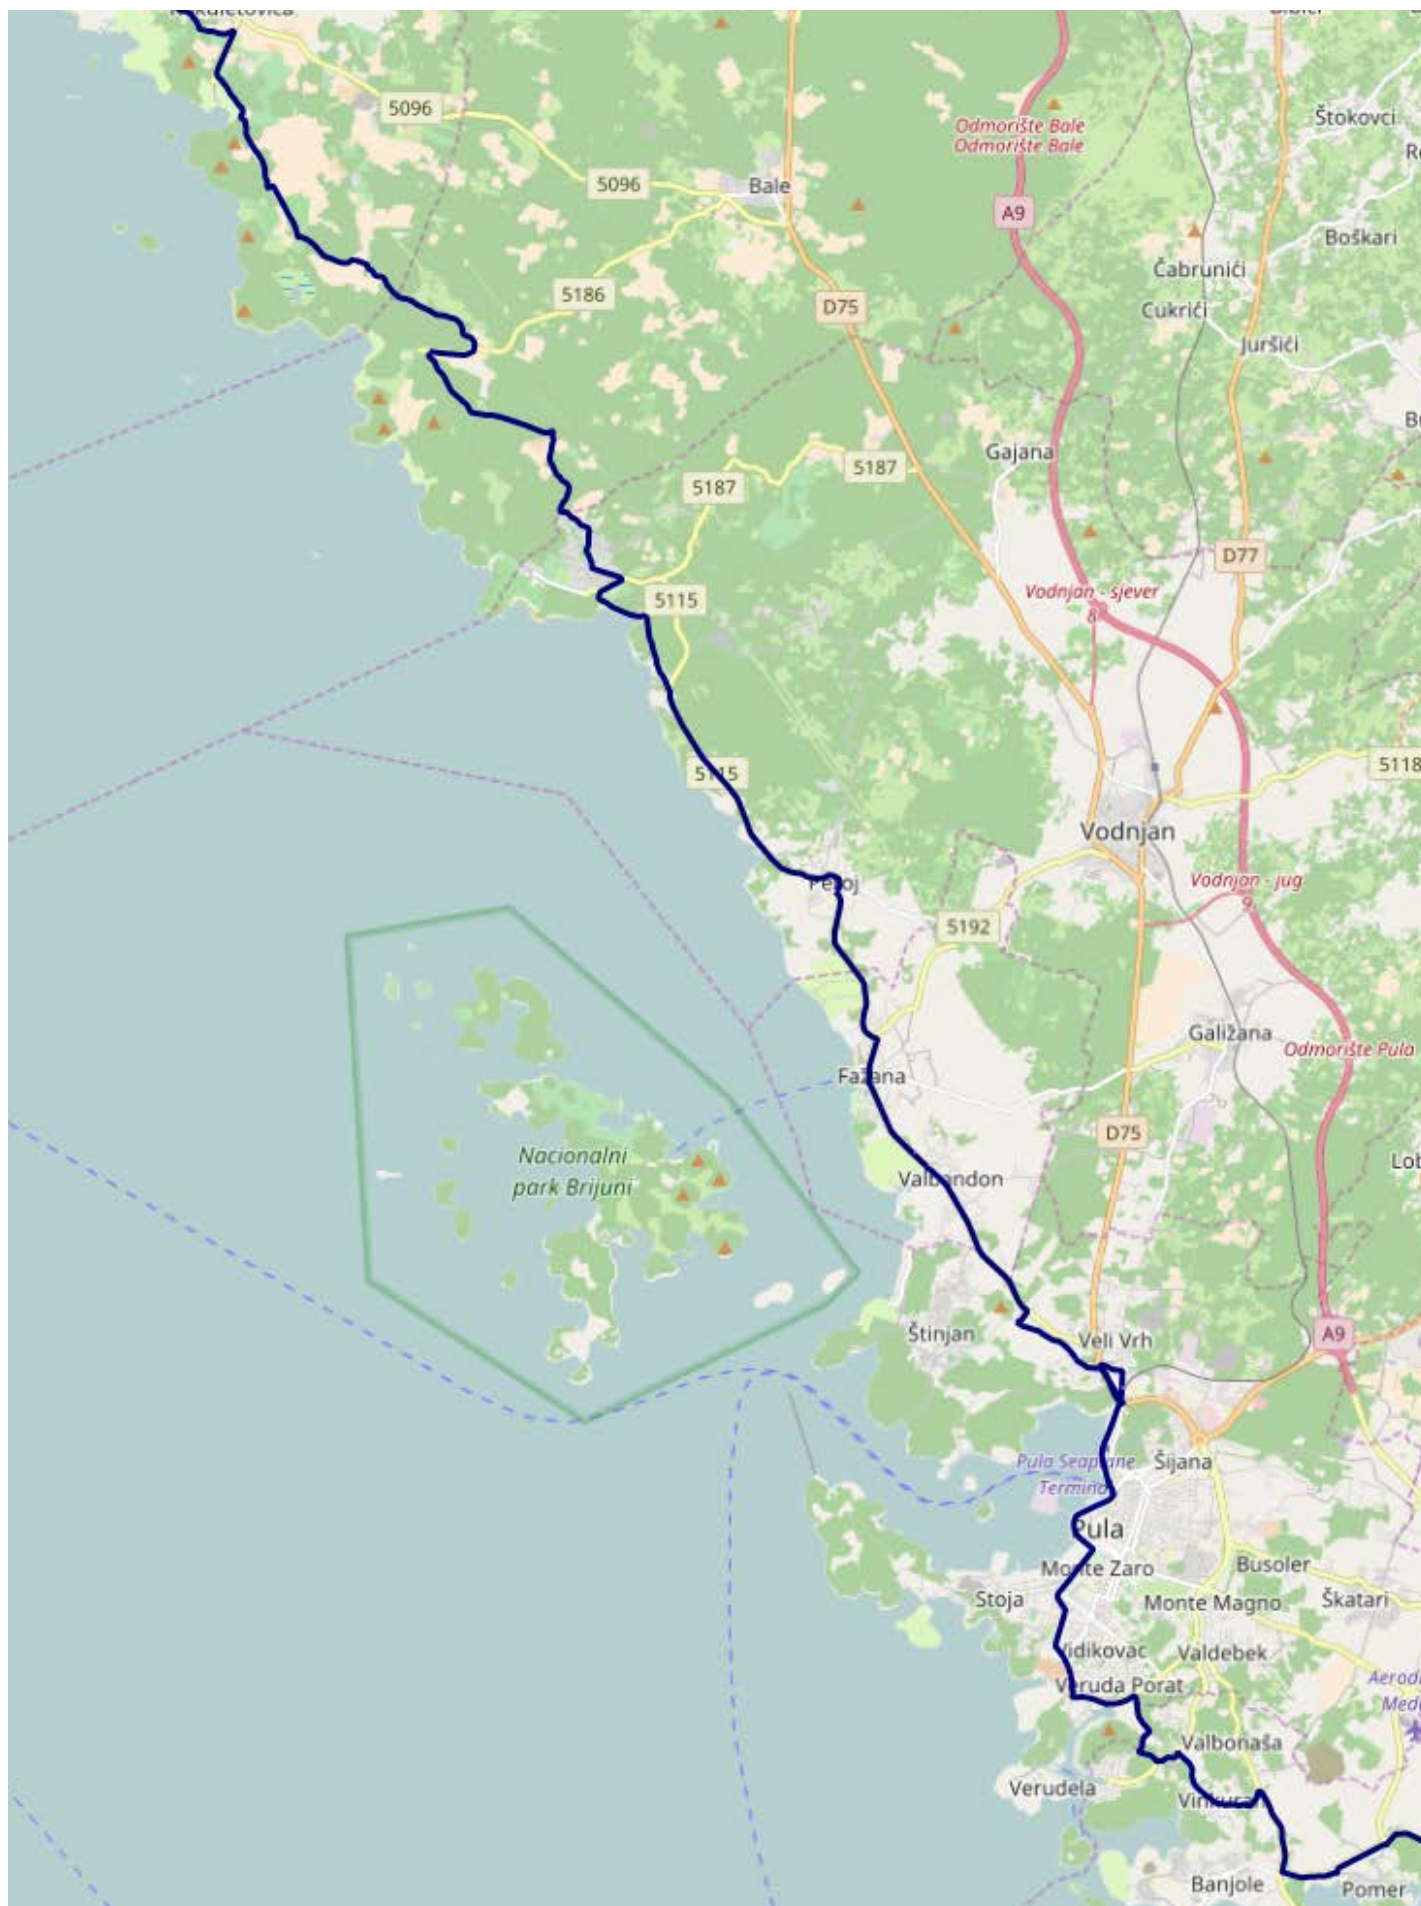 5096
Štokovci
Odmorište Bale
Odmorište Bale
5096
Bale
A9
Boškari
Čabrunići
5186
D75
Cukrići
Juršići
Gajana
5187
5187
D77
Vodnjan - sjever
8
5115
5115
5118
Vodnjan
Vodnjan - jug
9
5192
Galižana
Odmorište Pula
Fažana
D75
Nacionalni
park Brijuni
Valbandon
Štinjan
Veli Vrh
A9
Pula Seaplane
Terminal
Šijana
Pula
Monte Zaro
Busoler
Stoja
Monte Magno
Škatari
Vidikovac
Valdebek
Veruda Porat
Valbonaša
Verudela
Vinkuran
Banjole
Pomer